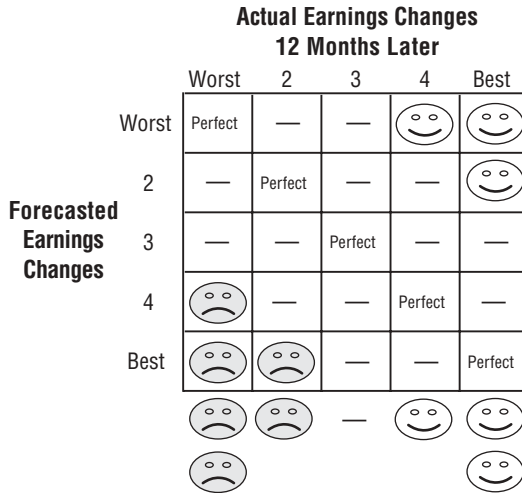 Actual Earnings Changes
12 Months Later
Worst 2 3 4 Best
Worst Perfect — —
2 — Perfect — —
Forecasted
Earnings
Changes
3 — — Perfect — —
4 — — Perfect —
Best — — Perfect
—